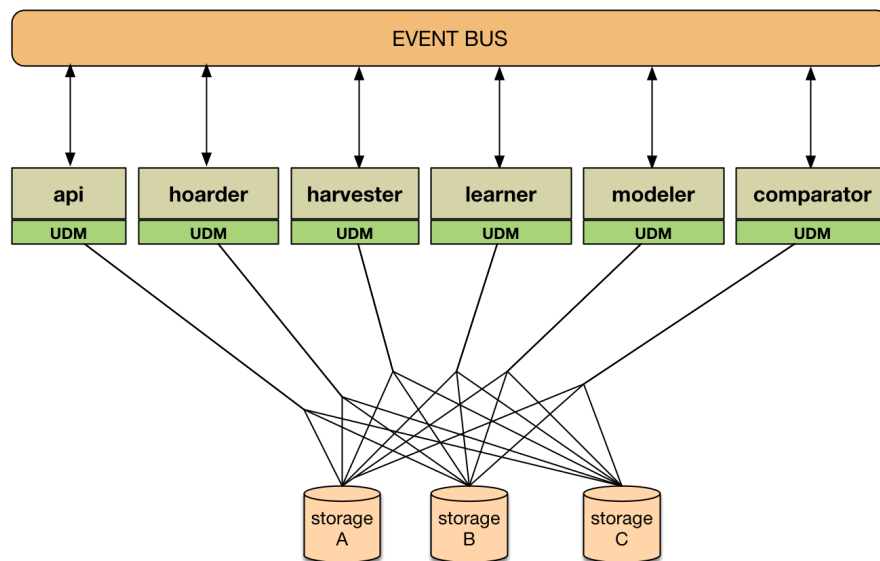 EVENT BUS
api
hoarder
harvester
learner
modeler
comparator
UDM
UDM
UDM
UDM
UDM
UDM
storage
A
storage
B
storage
C